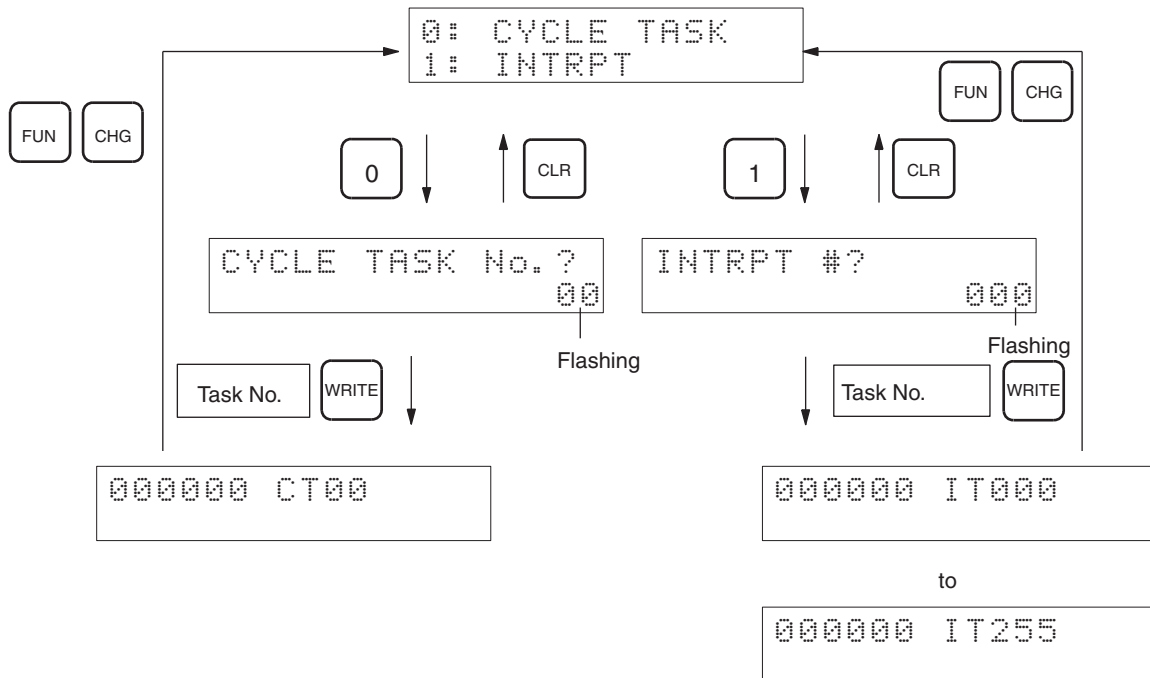 0: CYCLE TASK
1: INTRPT
FUN CHG
FUN CHG
0
CLR
1
CLR
CYCLE TASK No.?
00
INTRPT #?
000
Flashing
Flashing
Task No.
WRITE
Task No.
WRITE
000000 CT00
000000 IT000
to
000000 IT255